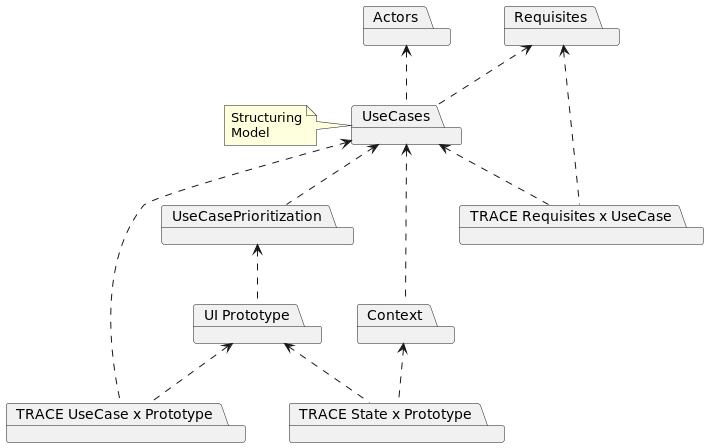 Actors
Requisites
Structuring
Model
UseCases
UseCasePrioritization
TRACE Requisites x UseCase
UI Prototype
Context
TRACE UseCase x Prototype
TRACE State x Prototype